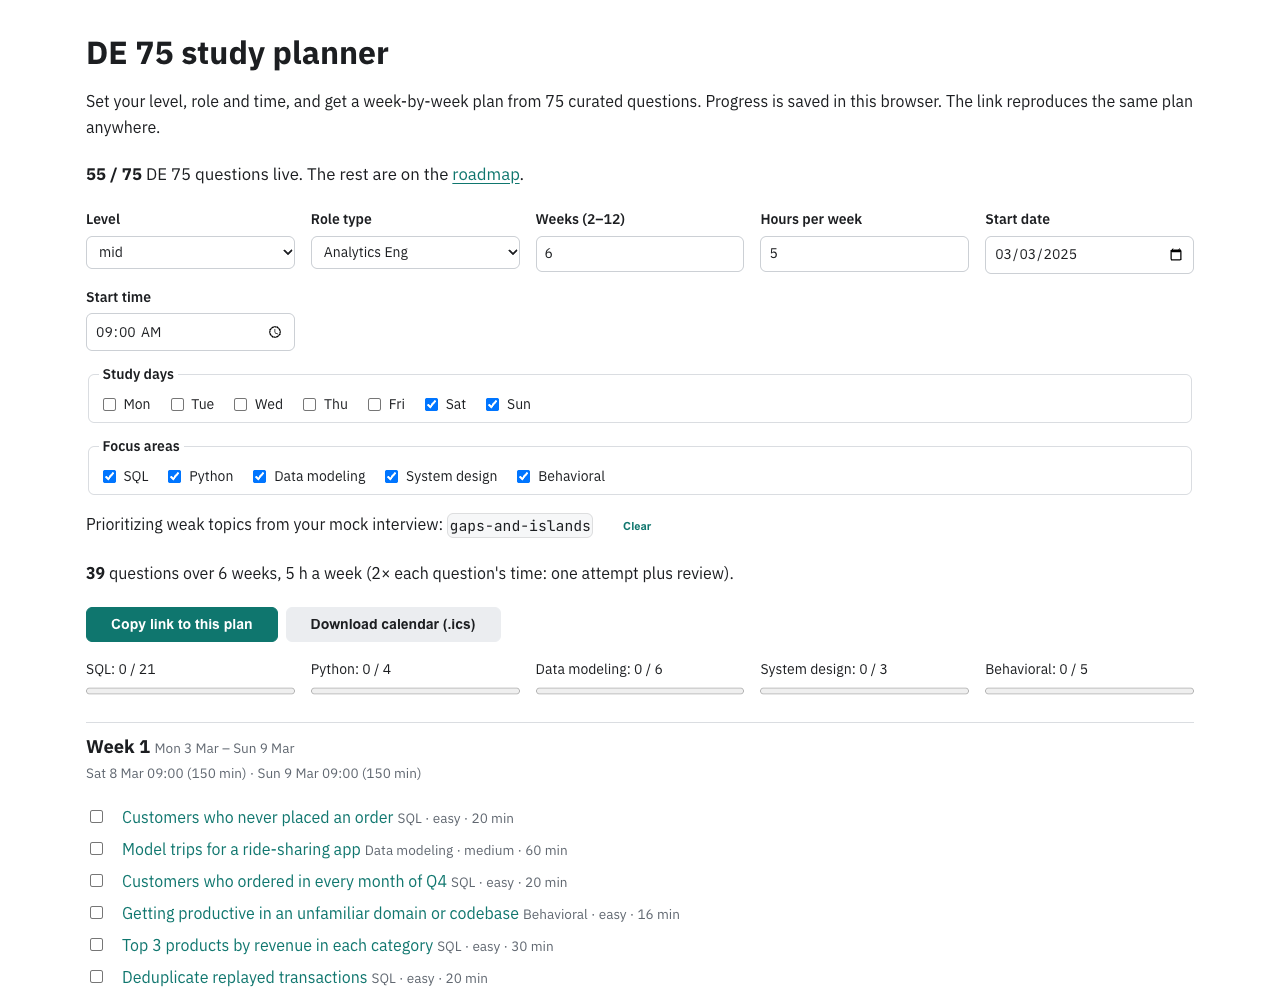 DE 75 study planner
Set your level, role and time, and get a week-by-week plan from 75 curated questions. Progress is saved in this browser. The link reproduces the same plan
anywhere.
55 / 75 DE 75 questions live. The rest are on the roadmap.
Level
Role type
Weeks (2–12)
Hours per week
Start date
mid
Analytics Eng
6
5
03/03/2025
Start time
09:00 AM
Study days
Mon Tue Wed Thu Fri Sat Sun
Focus areas
SQL Python Data modeling System design Behavioral
Prioritizing weak topics from your mock interview: gaps-and-islands Clear
39 questions over 6 weeks, 5 h a week (2× each question's time: one attempt plus review).
Copy link to this plan
Download calendar (.ics)
SQL: 0 / 21
Python: 0 / 4
Data modeling: 0 / 6
System design: 0 / 3
Behavioral: 0 / 5
Week 1 Mon 3 Mar – Sun 9 Mar
Sat 8 Mar 09:00 (150 min) · Sun 9 Mar 09:00 (150 min)
Customers who never placed an order SQL · easy · 20 min
Model trips for a ride-sharing app Data modeling · medium · 60 min
Customers who ordered in every month of Q4 SQL · easy · 20 min
Getting productive in an unfamiliar domain or codebase Behavioral · easy · 16 min
Top 3 products by revenue in each category SQL · easy · 30 min
Deduplicate replayed transactions SQL · easy · 20 min